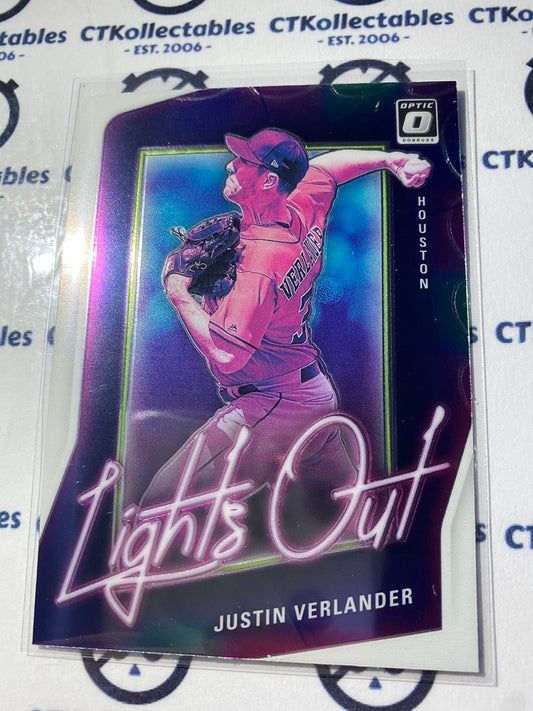 CTKollectables
- EST. 2006 -
CTKollectables
- EST. 2006 -
OPTIC
O
DONRUSS
HOUSTON
VERLANDER
Lights Out
JUSTIN VERLANDER